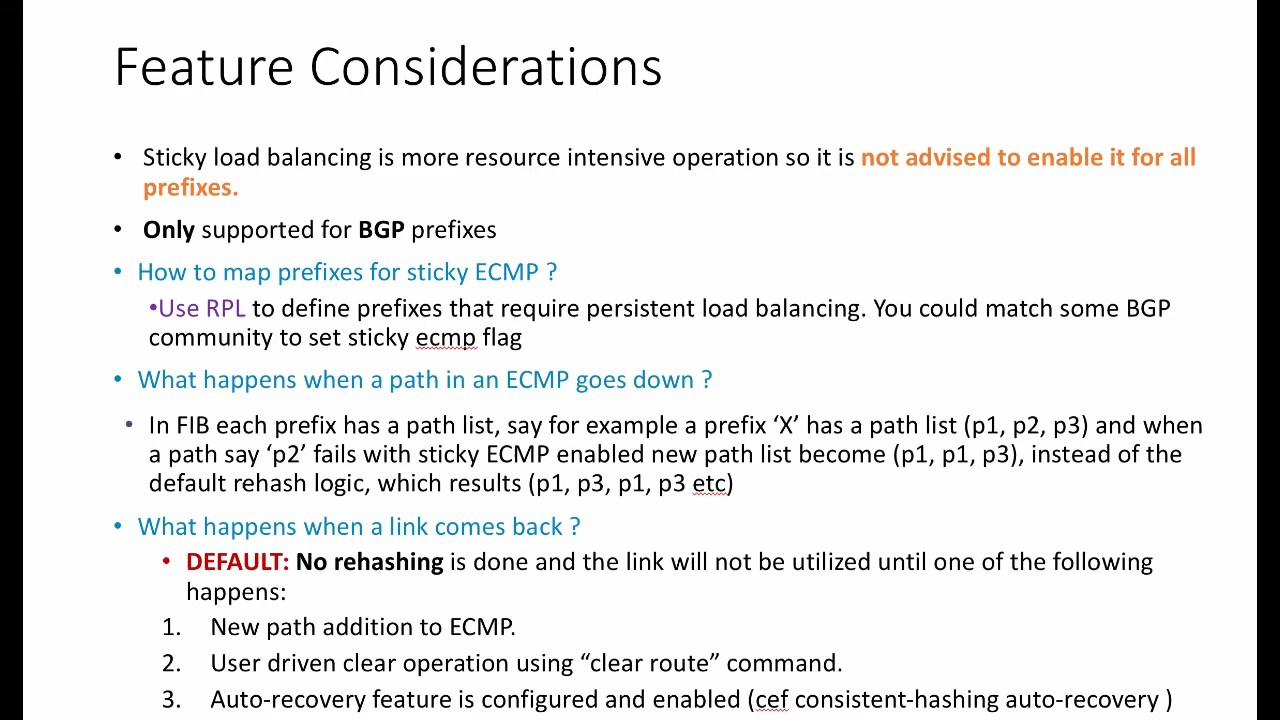 Feature Considerations
• Sticky load balancing is more resource intensive operation so it is not advised to enable it for all
prefixes.
• Only supported for BGP prefixes
• How to map prefixes for sticky ECMP ?
•Use RPL to define prefixes that require persistent load balancing. You could match some BGP
community to set sticky ecmp flag
• What happens when a path in an ECMP goes down ?
• In FIB each prefix has a path list, say for example a prefix ‘X’ has a path list (p1, p2, p3) and when
a path say ‘p2’ fails with sticky ECMP enabled new path list become (p1, p1, p3), instead of the
default rehash logic, which results (p1, p3, p1, p3 etc)
• What happens when a link comes back ?
• DEFAULT: No rehashing is done and the link will not be utilized until one of the following
happens:
1. New path addition to ECMP.
2. User driven clear operation using “clear route” command.
3. Auto-recovery feature is configured and enabled (cef consistent-hashing auto-recovery )